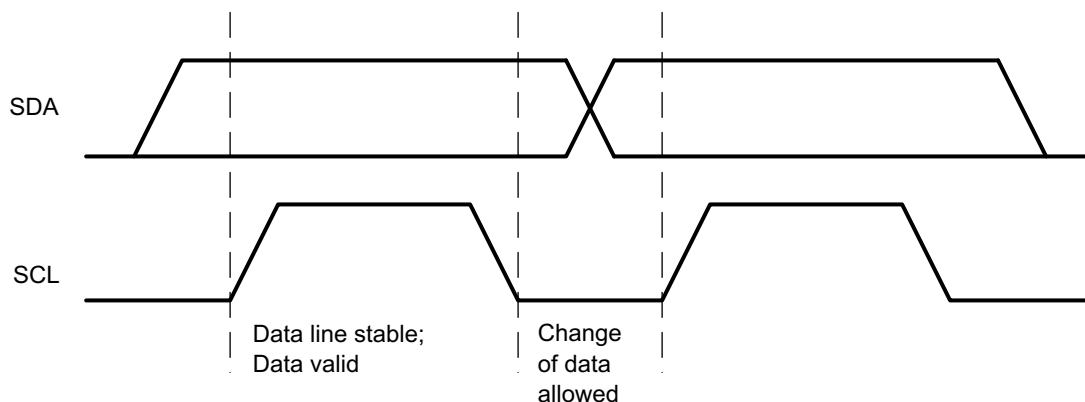 SDA
SCL
Data line stable;
Data valid
Change
of data
allowed